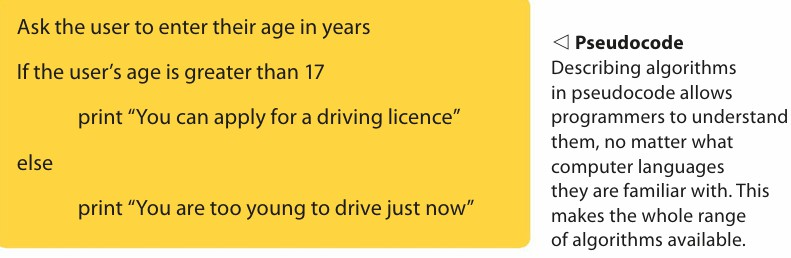 Ask the user to enter their age in years
If the user’s age is greater than 17
print “You can apply for a driving licence”
else
print “You are too young to drive just now”
◁ Pseudocode
Describing algorithms
in pseudocode allows
programmers to understand
them, no matter what
computer languages
they are familiar with. This
makes the whole range
of algorithms available.